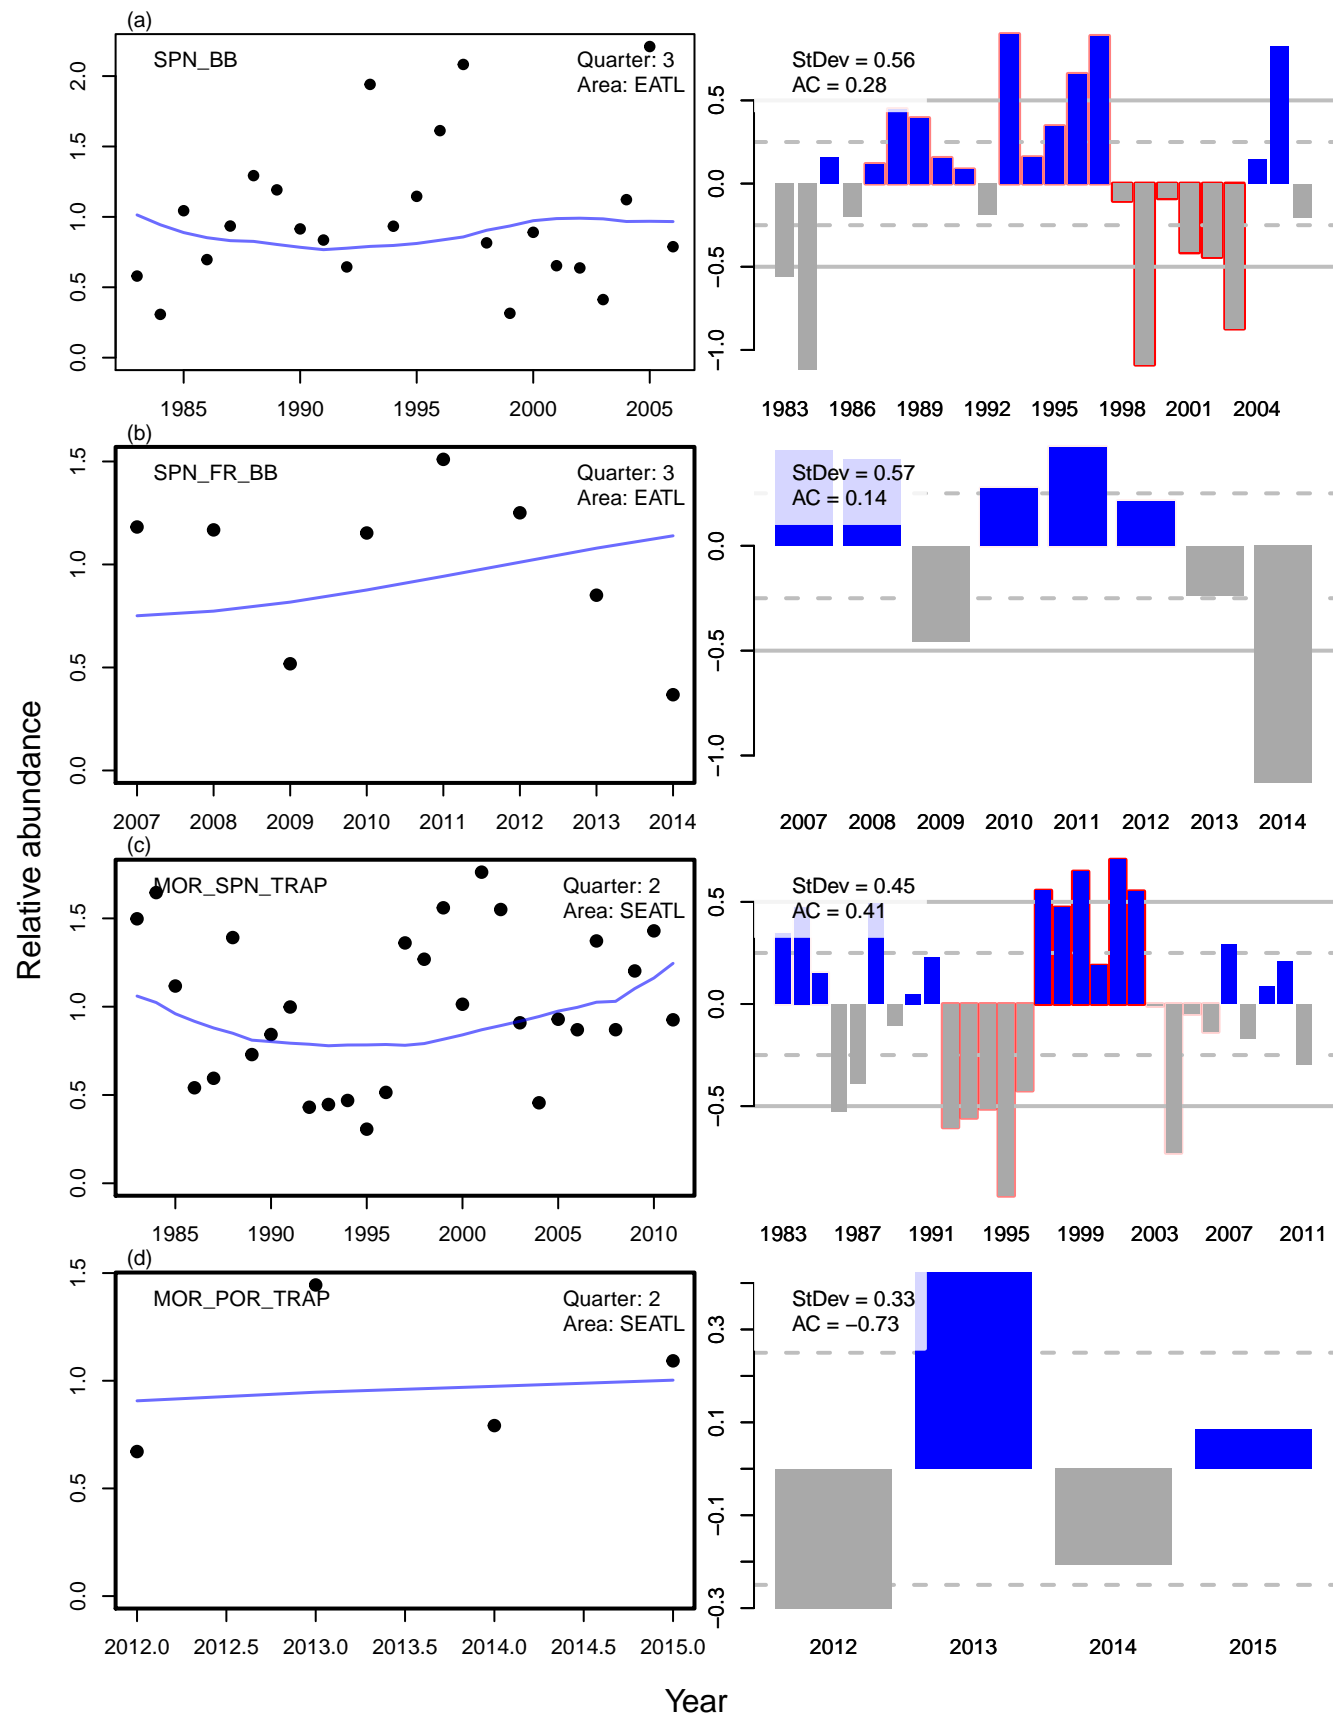 (a)
SPN_BB
Quarter: 3
Area: EATL
0.0 0.5 1.0 1.5 2.0
1985 1990 1995 2000 2005
StDev = 0.56
AC = 0.28
−1.0 −0.5 0.0 0.5
1983 1986 1989 1992 1995 1998 2001 2004
(b)
SPN_FR_BB
Quarter: 3
Area: EATL
0.0 0.5 1.0 1.5
2007 2008 2009 2010 2011 2012 2013 2014
StDev = 0.57
AC = 0.14
−1.0 −0.5 0.0
2007 2008 2009 2010 2011 2012 2013 2014
Relative abundance
(c)
MOR_SPN_TRAP
Quarter: 2
Area: SEATL
0.0 0.5 1.0 1.5
1985 1990 1995 2000 2005 2010
StDev = 0.45
AC = 0.41
−0.5 0.0 0.5
1983 1987 1991 1995 1999 2003 2007 2011
(d)
MOR_POR_TRAP
Quarter: 2
Area: SEATL
0.0 0.5 1.0 1.5
2012.0 2012.5 2013.0 2013.5 2014.0 2014.5 2015.0
StDev = 0.33
AC = −0.73
−0.3 −0.1 0.1 0.3
2012 2013 2014 2015
Year